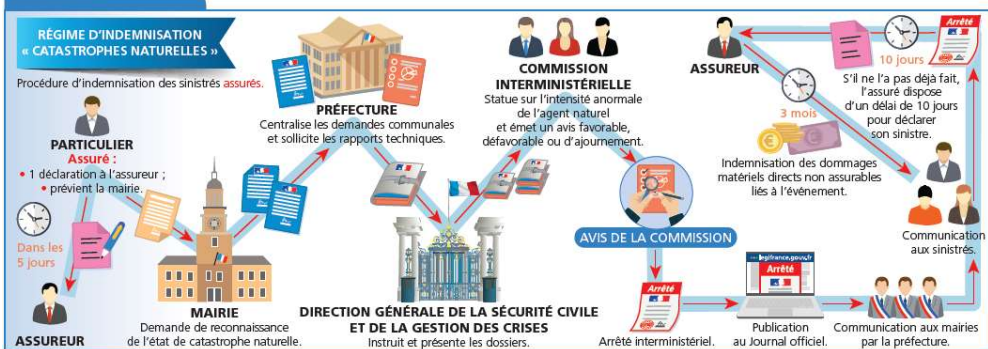 RÉGIME D'INDEMNISATION
« CATASTROPHES NATURELLES »
Procédure d'indemnisation des sinistrés assurés.
PARTICULIER
Assuré :
• 1 déclaration à l'assureur ;
• prévient la mairie.
Dans les
5 jours
ASSUREUR
MAIRIE
Demande de reconnaissance
de l'état de catastrophe naturelle.
PRÉFECTURE
Centralise les demandes communales
et sollicite les rapports techniques.
DIRECTION GÉNÉRALE DE LA SÉCURITÉ CIVILE
ET DE LA GESTION DES CRISES
Instruit et présente les dossiers.
COMMISSION
INTERMINISTÉRIELLE
Statue sur l'intensité anormale
de l'agent naturel
et émet un avis favorable,
défavorable ou d'ajournement.
AVIS DE LA COMMISSION
Arrêté
Arrêté interministériel.
legifrance.gouv.fr
Arrêté
Publication
au Journal officiel.
Communication aux mairies
par la préfecture.
Communication
aux sinistrés.
Arrêté
10 jours
S'il ne l'a pas déjà fait,
l'assuré dispose
d'un délai de 10 jours
pour déclarer
son sinistre.
ASSUREUR
3 mois
Indemnisation des dommages
matériels directs non assurables
liés à l'événement.